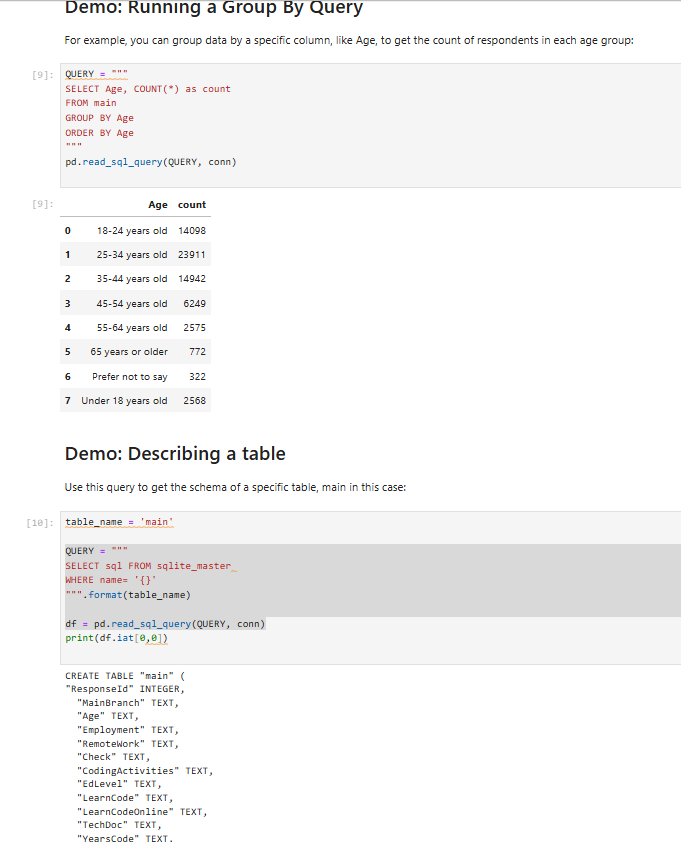 Demo: Running a Group By Query
For example, you can group data by a specific column, like Age, to get the count of respondents in each age group:
[9]: QUERY = """
SELECT Age, COUNT(*) as count
FROM main
GROUP BY Age
ORDER BY Age
"""
pd.read_sql_query(QUERY, conn)
[9]: Age count
0 18-24 years old 14098
1 25-34 years old 23911
2 35-44 years old 14942
3 45-54 years old 6249
4 55-64 years old 2575
5 65 years or older 772
6 Prefer not to say 322
7 Under 18 years old 2568
Demo: Describing a table
Use this query to get the schema of a specific table, main in this case:
[10]: table_name = 'main'
QUERY = """
SELECT sql FROM sqlite_master
WHERE name= '{}'
""".format(table_name)
df = pd.read_sql_query(QUERY, conn)
print(df.iat[0,0])
CREATE TABLE "main" (
"ResponseId" INTEGER,
"MainBranch" TEXT,
"Age" TEXT,
"Employment" TEXT,
"RemoteWork" TEXT,
"Check" TEXT,
"CodingActivities" TEXT,
"EdLevel" TEXT,
"LearnCode" TEXT,
"LearnCodeOnline" TEXT,
"TechDoc" TEXT,
"YearsCode" TEXT,